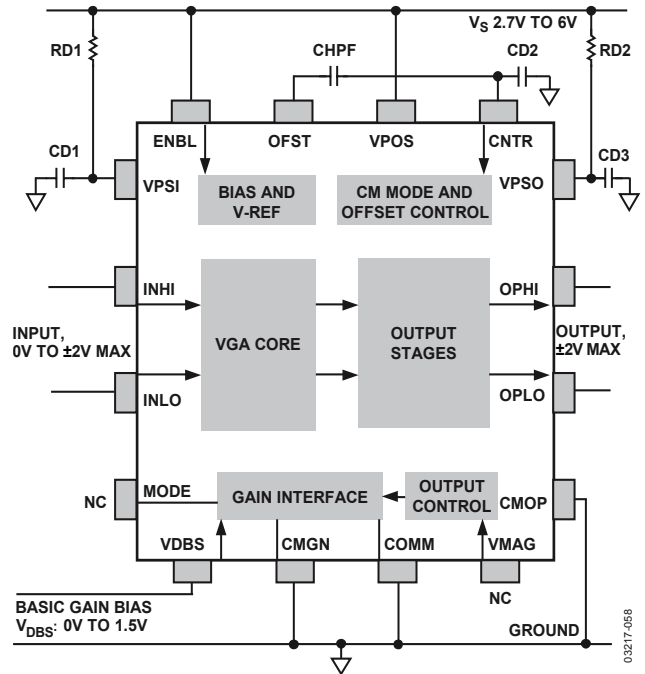 V_S 2.7V TO 6V
RD1
CHPF
CD2
RD2
ENBL
OFST
VPOS
CNTR
CD1
CD3
VPSI
BIAS AND
V-REF
CM MODE AND
OFFSET CONTROL
VPSO
INHI
OPHI
INPUT,
0V TO ±2V MAX
VGA CORE
OUTPUT
STAGES
OUTPUT,
±2V MAX
INLO
OPLO
NC
MODE
GAIN INTERFACE
OUTPUT
CONTROL
CMOP
VDBS
CMGN
COMM
VMAG
NC
BASIC GAIN BIAS
V_DBS: 0V TO 1.5V
GROUND
03217-058